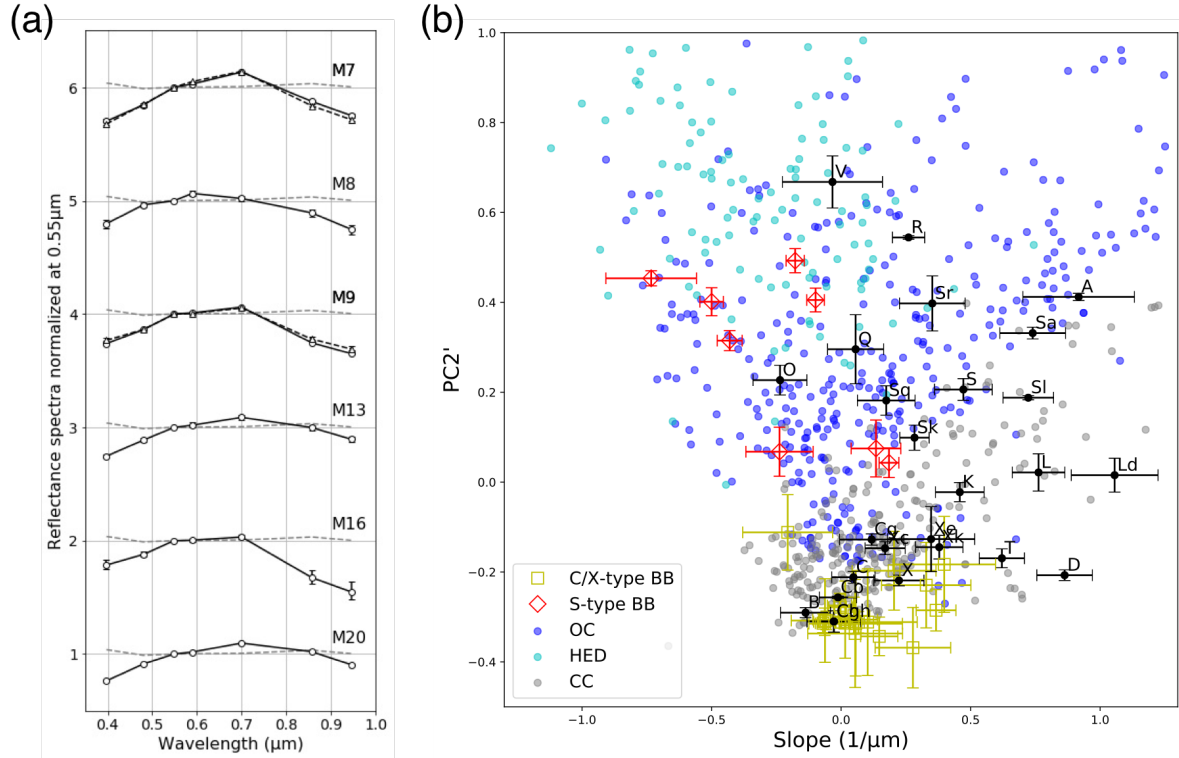 (a)
(b)
Reflectance spectra normalized at 0.55μm
M7
6
M8
5
M9
4
M13
3
M16
2
M20
1
0.4 0.5 0.6 0.7 0.8 0.9 1.0
Wavelength (μm)
PC2'
1.0
0.8
0.6
0.4
0.2
0.0
−0.2
−0.4
V
R
A
Sr
Sa
Q
O
S
Sl
Sq
Sk
L
Ld
K
Cg
Xc
Xe
Xk
T
C
X
D
Cb
B
Cgh
C/X-type BB
S-type BB
OC
HED
CC
−1.0 −0.5 0.0 0.5 1.0
Slope (1/μm)